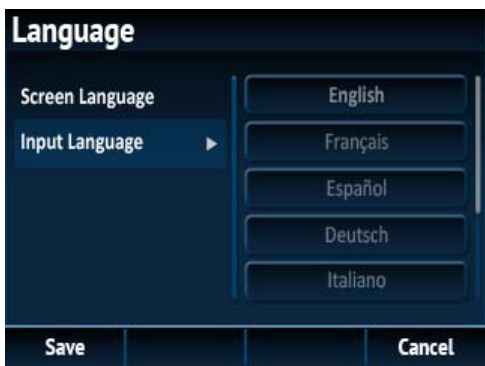 Language
Screen Language
Input Language
English
Français
Español
Deutsch
Italiano
Save
Cancel